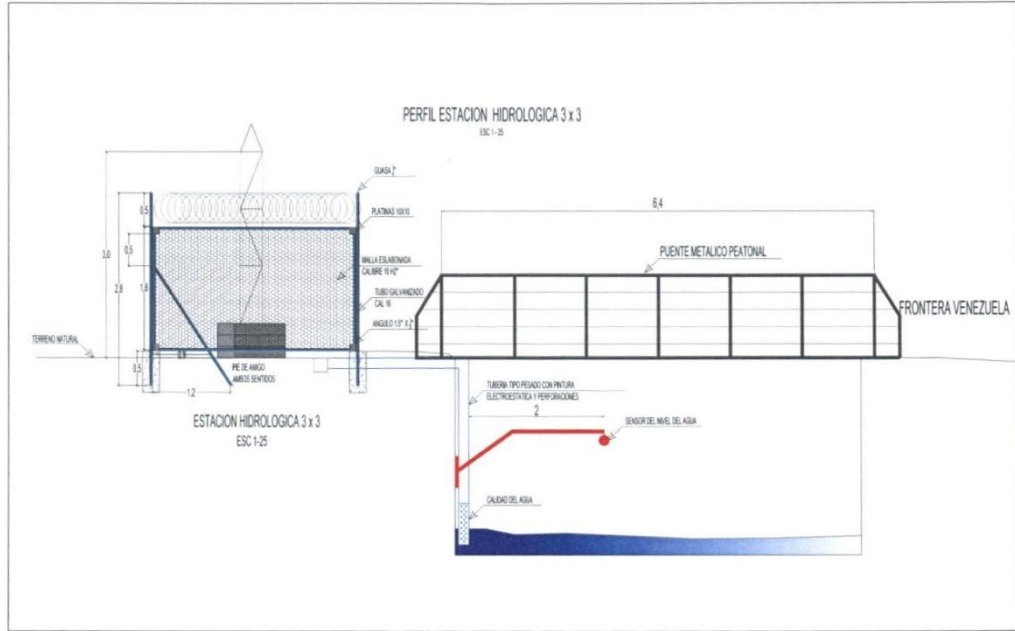 PERFIL ESTACION HIDROLOGICA 3 x 3
ESC 1-25
GUASA
PLATINAS 10X10
MALLA ESLABONADA
CALIBRE 10 H2"
TUBO GALVANIZADO
CAL 16
ANGULO 1.5" X
0,5
0,5
3,0
2,8
1,8
0,5
1,2
TERRENO NATURAL
PIE DE AMIGO
AMBOS SENTIDOS
ESTACION HIDROLOGICA 3 x 3
ESC 1-25
6,4
PUENTE METALICO PEATONAL
FRONTERA VENEZUELA
TUBERIA TIPO PESADO CON PINTURA
ELECTROESTATICA Y PERFORACIONES
2
SENSOR DEL NIVEL DEL AGUA
CALIDAD DEL AGUA